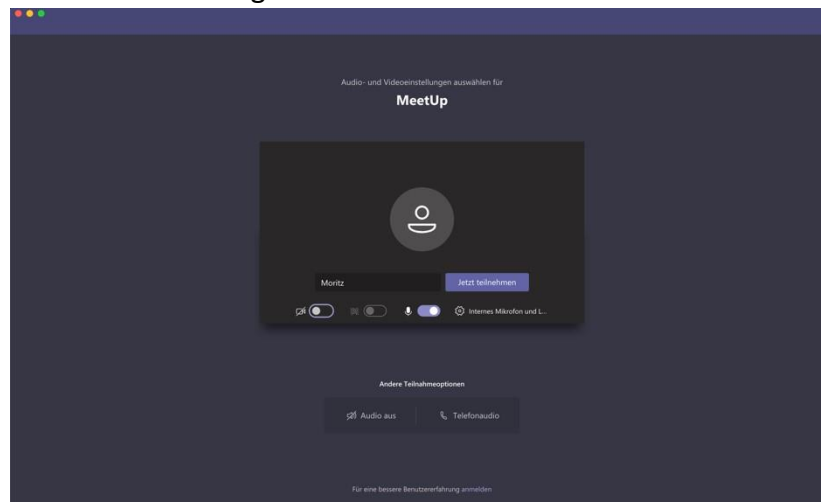 Audio- und Videoeinstellungen auswählen für
MeetUp
Moritz
Jetzt teilnehmen
Internes Mikrofon und L...
Andere Teilnahmeoptionen
Audio aus
Telefonaudio
Für eine bessere Benutzererfahrung anmelden